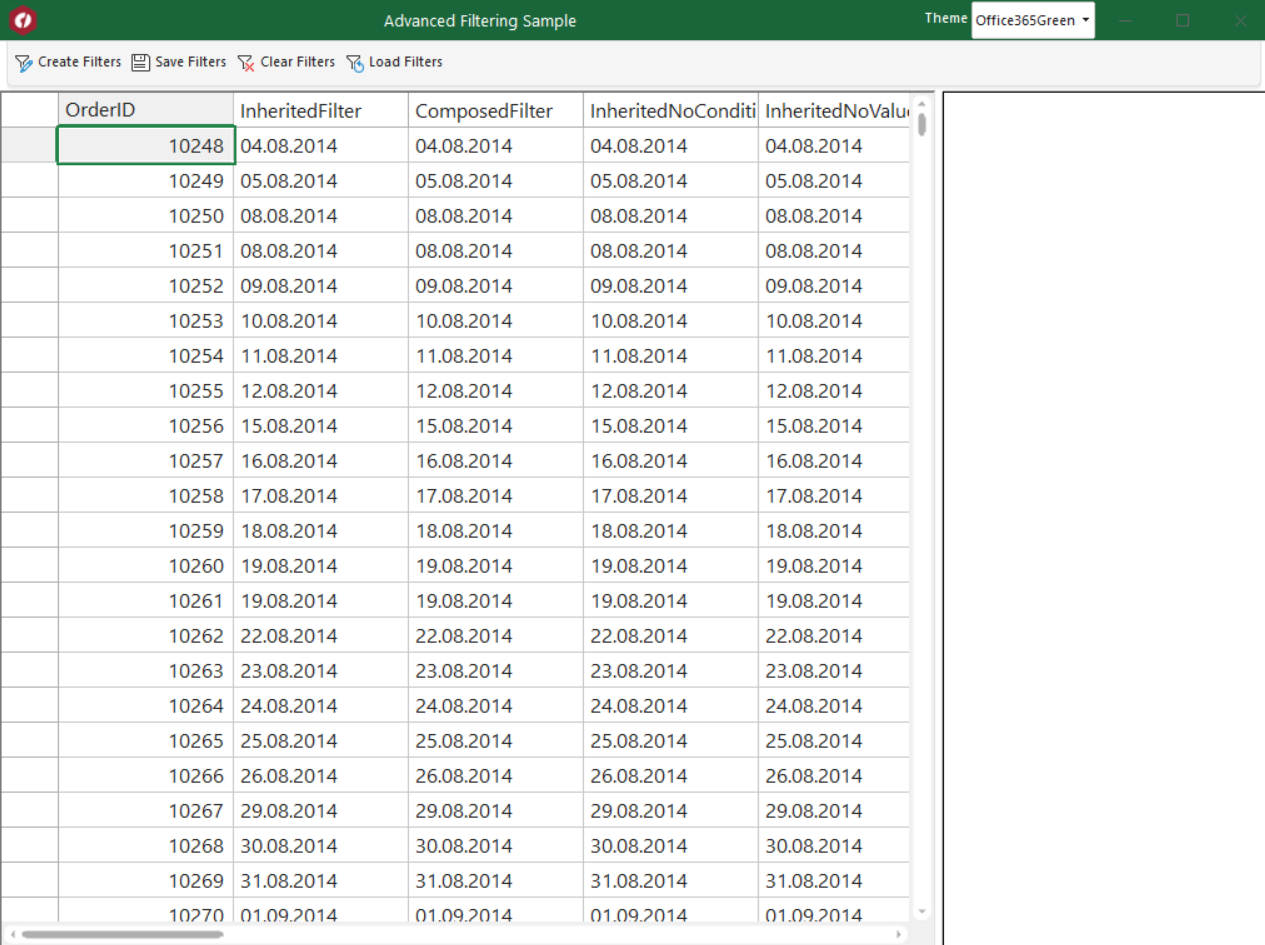 Advanced Filtering Sample Theme Office365Green
Create Filters Save Filters Clear Filters Load Filters
OrderID InheritedFilter ComposedFilter InheritedNoConditi InheritedNoValu
10248 04.08.2014 04.08.2014 04.08.2014 04.08.2014
10249 05.08.2014 05.08.2014 05.08.2014 05.08.2014
10250 08.08.2014 08.08.2014 08.08.2014 08.08.2014
10251 08.08.2014 08.08.2014 08.08.2014 08.08.2014
10252 09.08.2014 09.08.2014 09.08.2014 09.08.2014
10253 10.08.2014 10.08.2014 10.08.2014 10.08.2014
10254 11.08.2014 11.08.2014 11.08.2014 11.08.2014
10255 12.08.2014 12.08.2014 12.08.2014 12.08.2014
10256 15.08.2014 15.08.2014 15.08.2014 15.08.2014
10257 16.08.2014 16.08.2014 16.08.2014 16.08.2014
10258 17.08.2014 17.08.2014 17.08.2014 17.08.2014
10259 18.08.2014 18.08.2014 18.08.2014 18.08.2014
10260 19.08.2014 19.08.2014 19.08.2014 19.08.2014
10261 19.08.2014 19.08.2014 19.08.2014 19.08.2014
10262 22.08.2014 22.08.2014 22.08.2014 22.08.2014
10263 23.08.2014 23.08.2014 23.08.2014 23.08.2014
10264 24.08.2014 24.08.2014 24.08.2014 24.08.2014
10265 25.08.2014 25.08.2014 25.08.2014 25.08.2014
10266 26.08.2014 26.08.2014 26.08.2014 26.08.2014
10267 29.08.2014 29.08.2014 29.08.2014 29.08.2014
10268 30.08.2014 30.08.2014 30.08.2014 30.08.2014
10269 31.08.2014 31.08.2014 31.08.2014 31.08.2014
10270 01.09.2014 01.09.2014 01.09.2014 01.09.2014